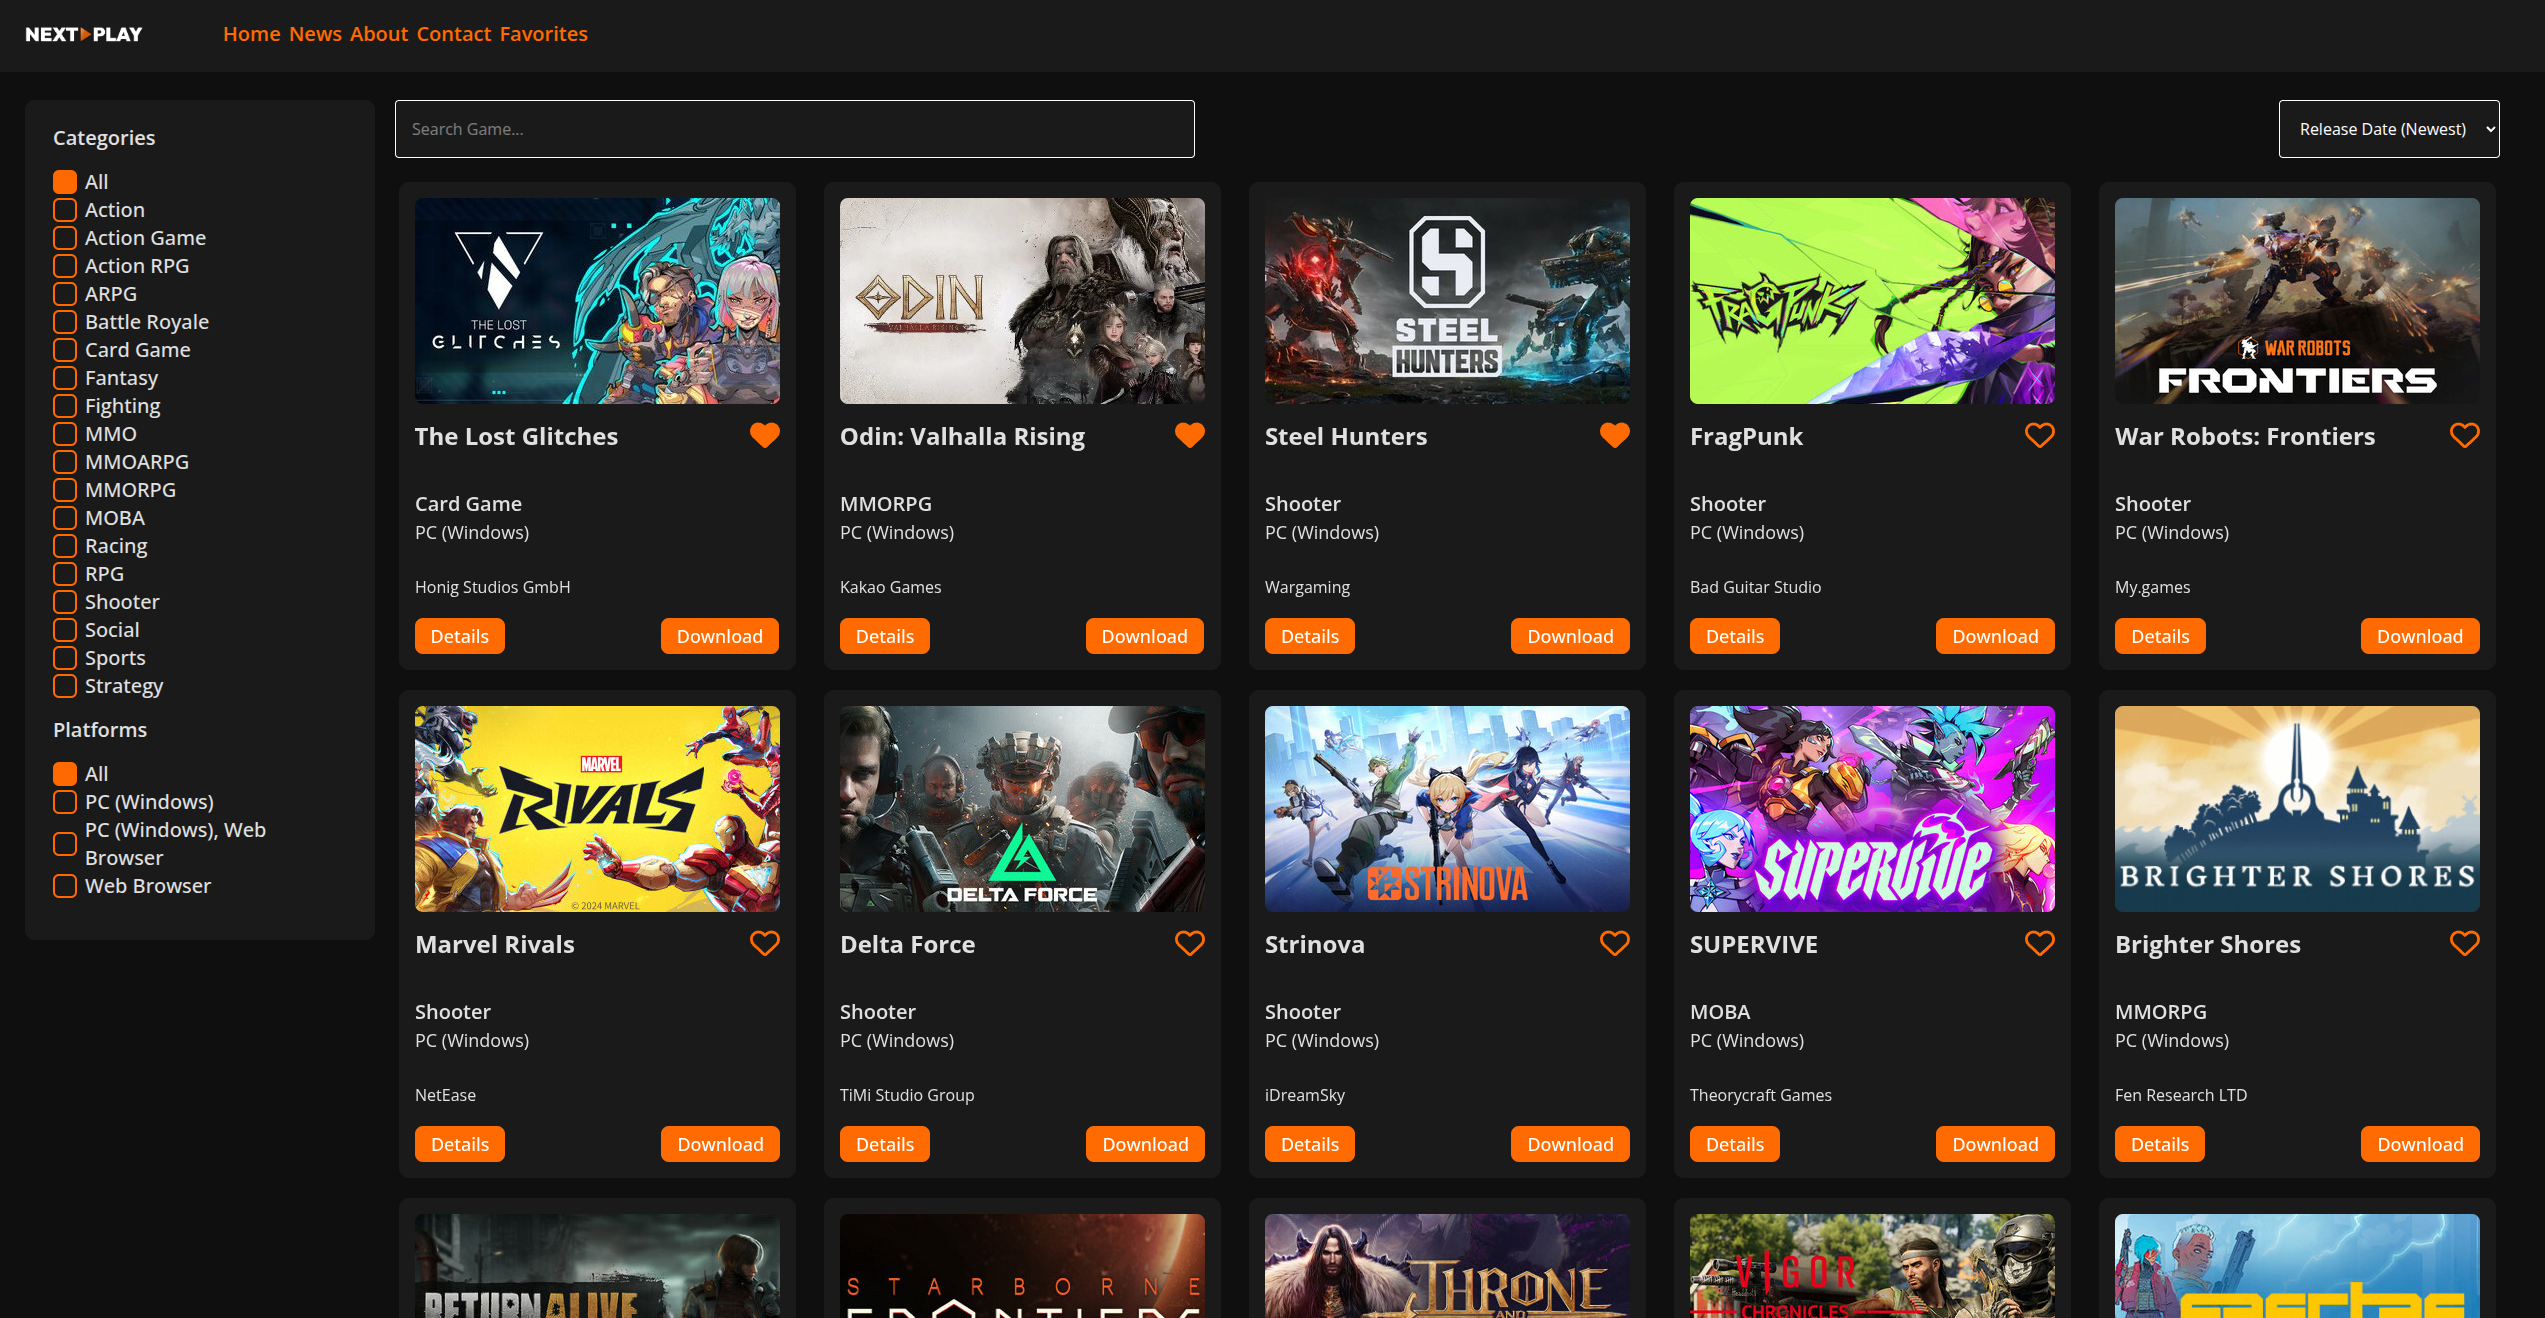 NEXT PLAY
Home News About Contact Favorites
Categories
All
Action
Action Game
Action RPG
ARPG
Battle Royale
Card Game
Fantasy
Fighting
MMO
MMOARPG
MMORPG
MOBA
Racing
RPG
Shooter
Social
Sports
Strategy
Platforms
All
PC (Windows)
PC (Windows), Web
Browser
Web Browser
Search Game...
Release Date (Newest)
THE LOST
GLITCHES
The Lost Glitches
Card Game
PC (Windows)
Honig Studios GmbH
Details
Download
ODIN
VALHALLA RISING
Odin: Valhalla Rising
MMORPG
PC (Windows)
Kakao Games
Details
Download
STEEL
HUNTERS
Steel Hunters
Shooter
PC (Windows)
Wargaming
Details
Download
FRAGPUNK
FragPunk
Shooter
PC (Windows)
Bad Guitar Studio
Details
Download
WAR ROBOTS
FRONTIERS
War Robots: Frontiers
Shooter
PC (Windows)
My.games
Details
Download
MARVEL
RIVALS
© 2024 MARVEL
Marvel Rivals
Shooter
PC (Windows)
NetEase
Details
Download
DELTA FORCE
Delta Force
Shooter
PC (Windows)
TiMi Studio Group
Details
Download
STRINOVA
Strinova
Shooter
PC (Windows)
iDreamSky
Details
Download
SUPERVIVE
SUPERVIVE
MOBA
PC (Windows)
Theorycraft Games
Details
Download
BRIGHTER SHORES
Brighter Shores
MMORPG
PC (Windows)
Fen Research LTD
Details
Download
RETURN ALIVE
STARBORNE
FRONTIERS
THRONE
AND
VIGOR
CHRONICLES